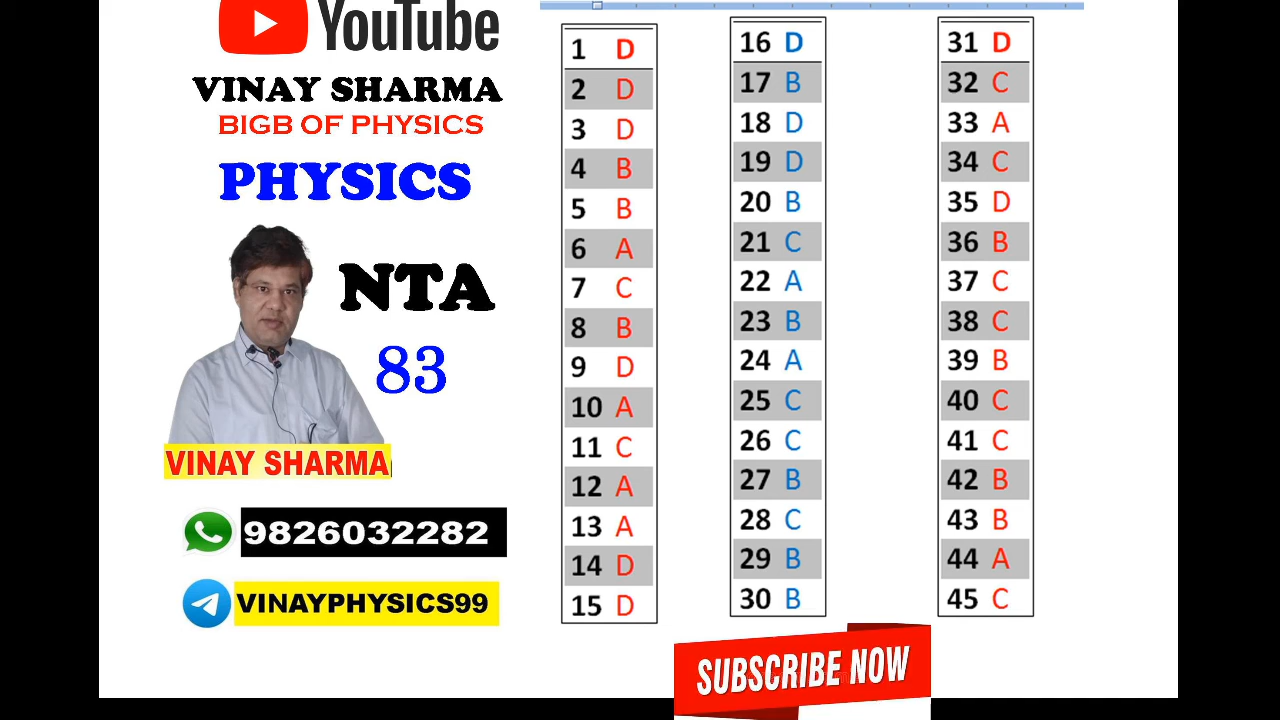 YouTube
VINAY SHARMA
BIGB OF PHYSICS
PHYSICS
NTA
83
VINAY SHARMA
9826032282
VINAYPHYSICS99
1 D
2 D
3 D
4 B
5 B
6 A
7 C
8 B
9 D
10 A
11 C
12 A
13 A
14 D
15 D
16 D
17 B
18 D
19 D
20 B
21 C
22 A
23 B
24 A
25 C
26 C
27 B
28 C
29 B
30 B
31 D
32 C
33 A
34 C
35 D
36 B
37 C
38 C
39 B
40 C
41 C
42 B
43 B
44 A
45 C
SUBSCRIBE NOW